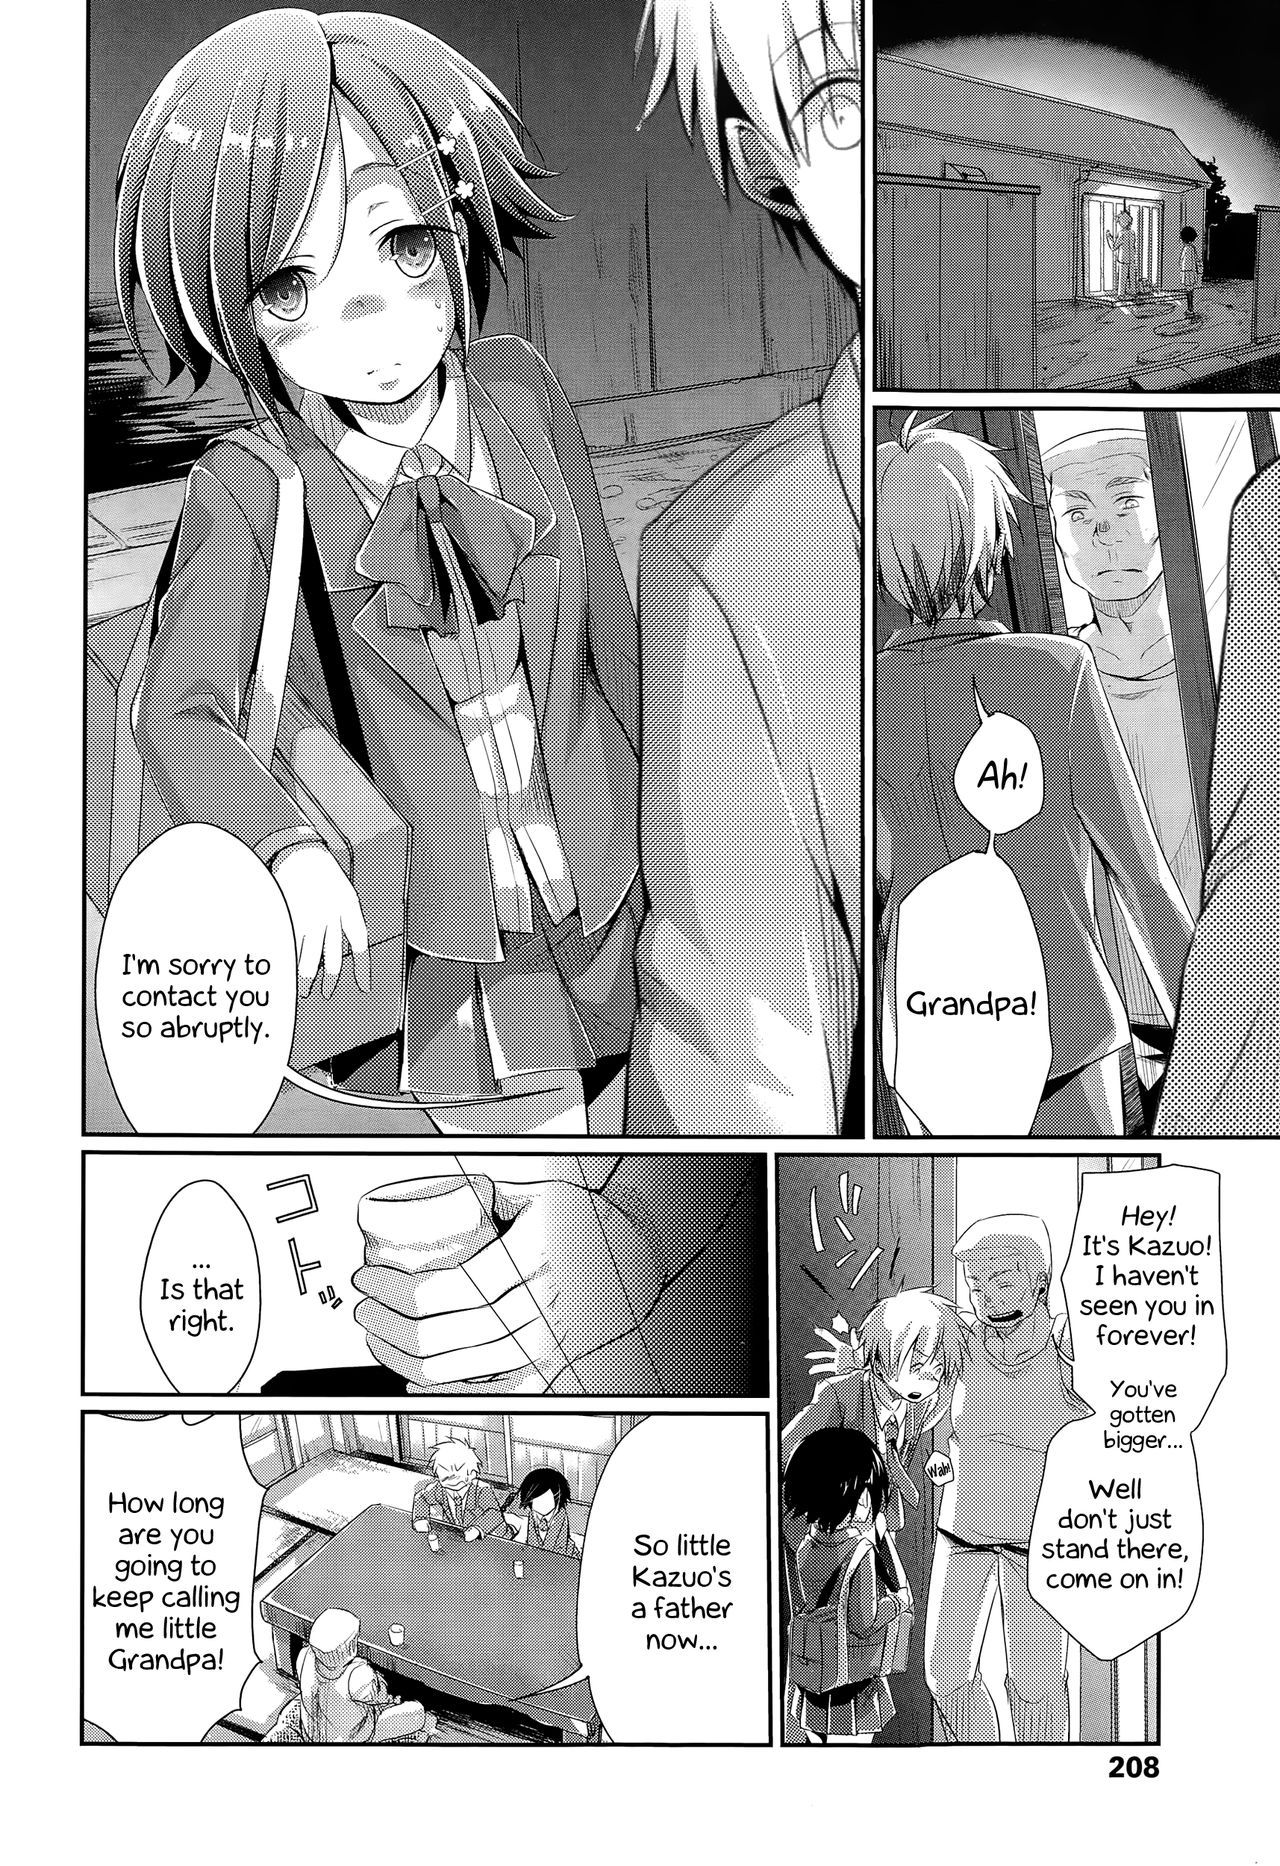 Ah!
Grandpa!
I'm sorry to
contact you
so abruptly.
Hey!
It's Kazuo!
I haven't
seen you in
forever!
You've
gotten
bigger...
Well
don't just
stand there,
come on in!
Wah!
コトッ
...
Is that
right.
So little
Kazuo's
a father
now...
How long
are you
going to
keep calling
me little
Grandpa!
208